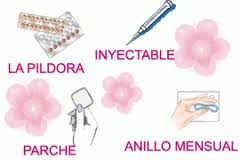 INYECTABLE
LA PILDORA
PARCHE
ANILLO MENSUAL